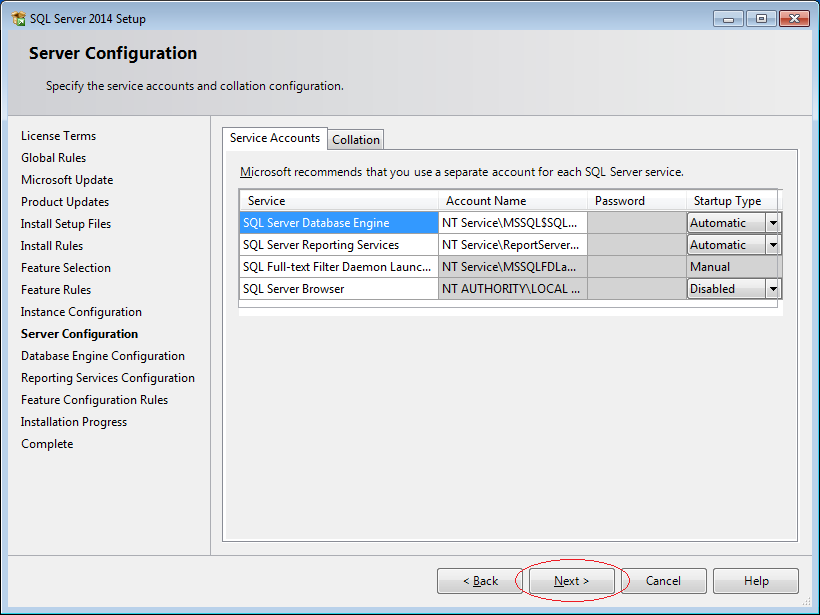 SQL Server 2014 Setup
Server Configuration
Specify the service accounts and collation configuration.
License Terms
Global Rules
Microsoft Update
Product Updates
Install Setup Files
Install Rules
Feature Selection
Feature Rules
Instance Configuration
Server Configuration
Database Engine Configuration
Reporting Services Configuration
Feature Configuration Rules
Installation Progress
Complete
Service Accounts Collation
Microsoft recommends that you use a separate account for each SQL Server service.
Service Account Name Password Startup Type
SQL Server Database Engine NT Service\MSSQL$SQL... Automatic
SQL Server Reporting Services NT Service\ReportServer... Automatic
SQL Full-text Filter Daemon Launc... NT Service\MSSQLFDLa... Manual
SQL Server Browser NT AUTHORITY\LOCAL ... Disabled
< Back Next > Cancel Help